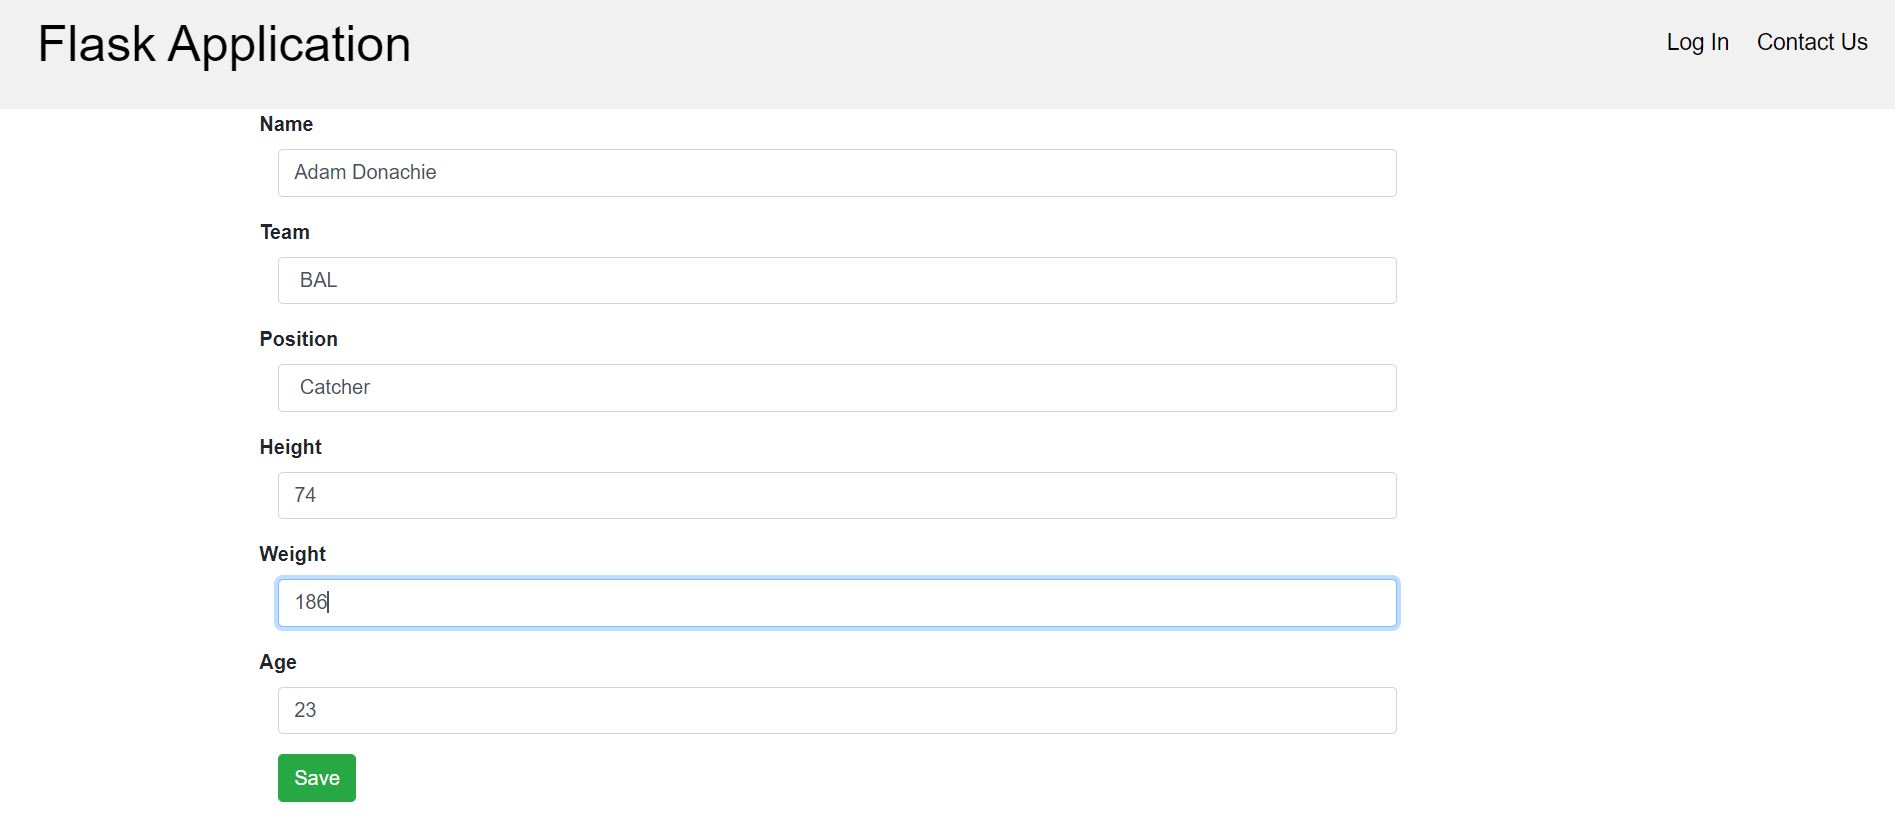 Flask Application
Log In Contact Us
Name
Adam Donachie
Team
BAL
Position
Catcher
Height
74
Weight
186
Age
23
Save